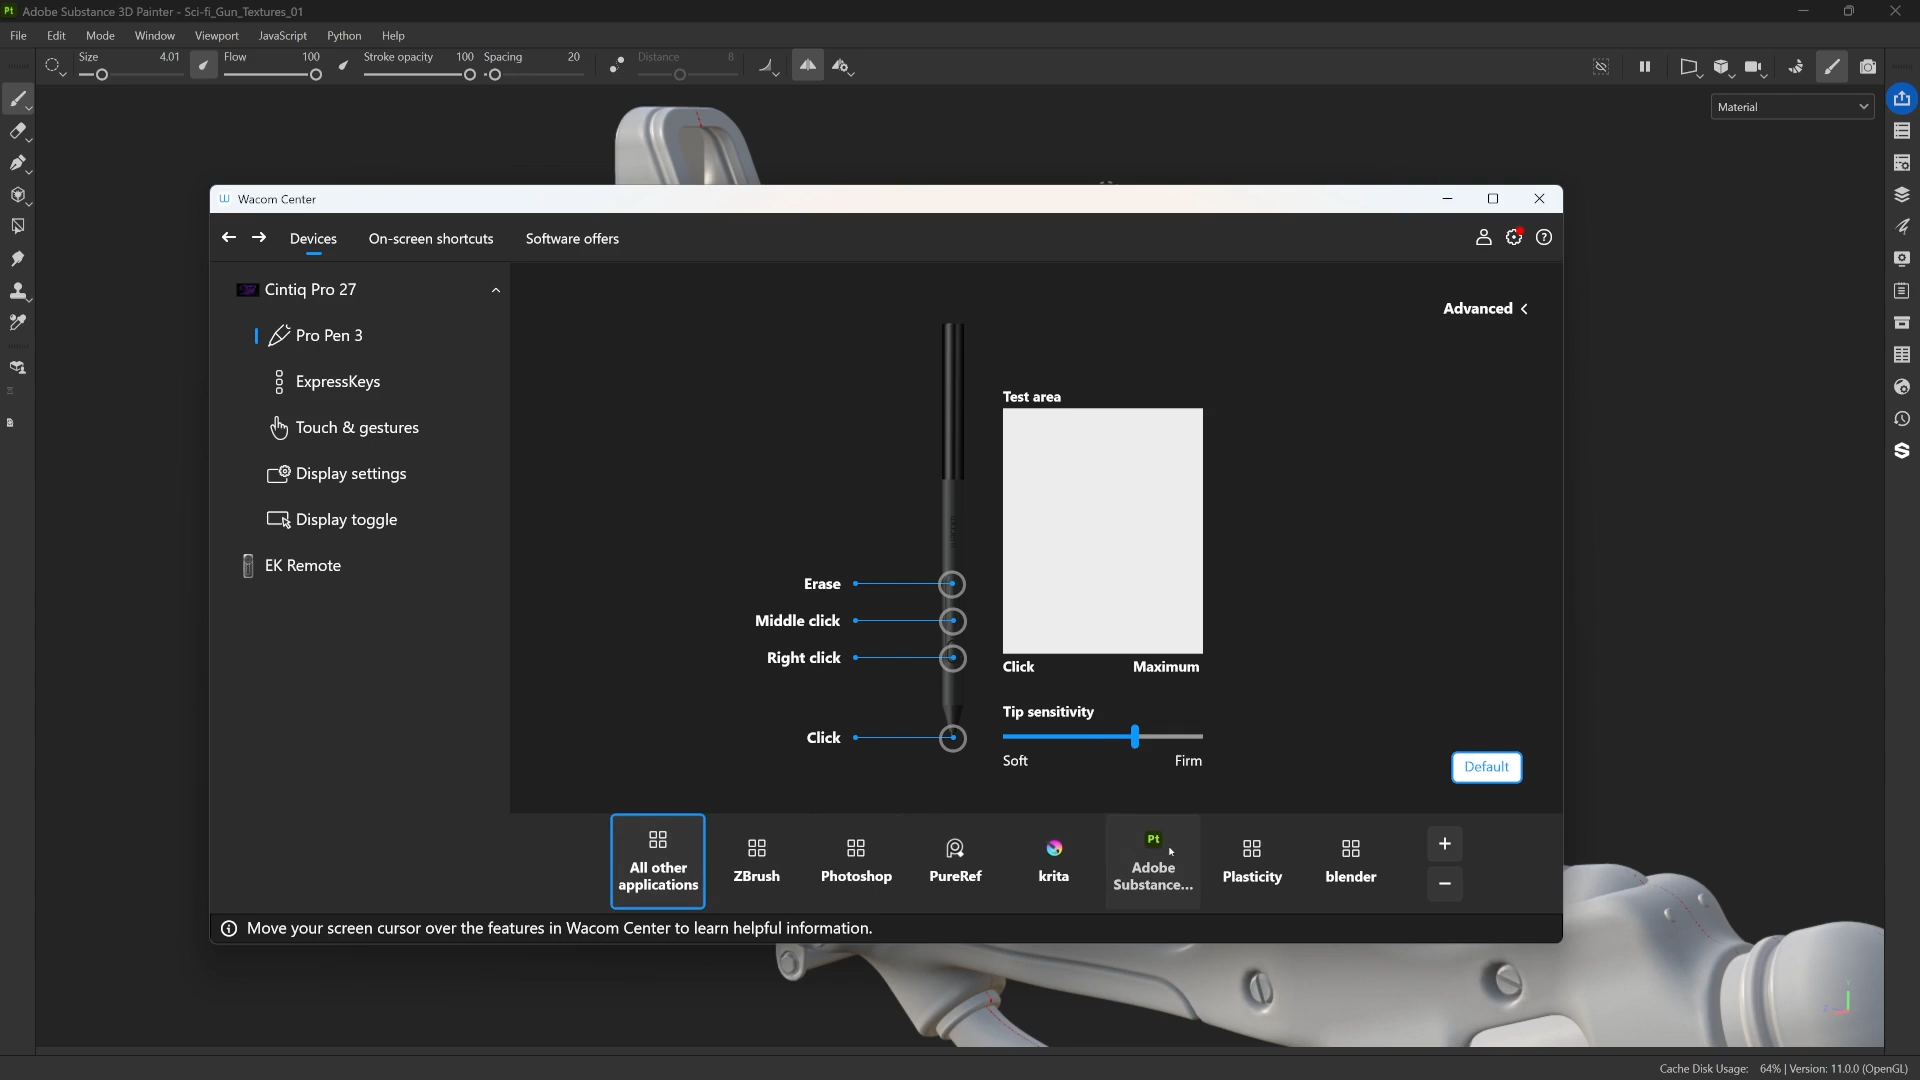 Pt Adobe Substance 3D Painter - Sci-fi_Gun_Textures_01
File Edit Mode Window Viewport JavaScript Python Help
Size 4.01 Flow 100 Stroke opacity 100 Spacing 20 Distance 8
Material
Wacom Center
Devices On-screen shortcuts Software offers
Cintiq Pro 27
Pro Pen 3
ExpressKeys
Touch & gestures
Display settings
Display toggle
EK Remote
Advanced
Test area
Erase
Middle click
Right click
Click Maximum
Tip sensitivity
Click
Soft Firm
Default
All other applications
ZBrush
Photoshop
PureRef
krita
Pt
Adobe Substance...
Plasticity
blender
Move your screen cursor over the features in Wacom Center to learn helpful information.
Cache Disk Usage: 64% | Version: 11.0.0 (OpenGL)